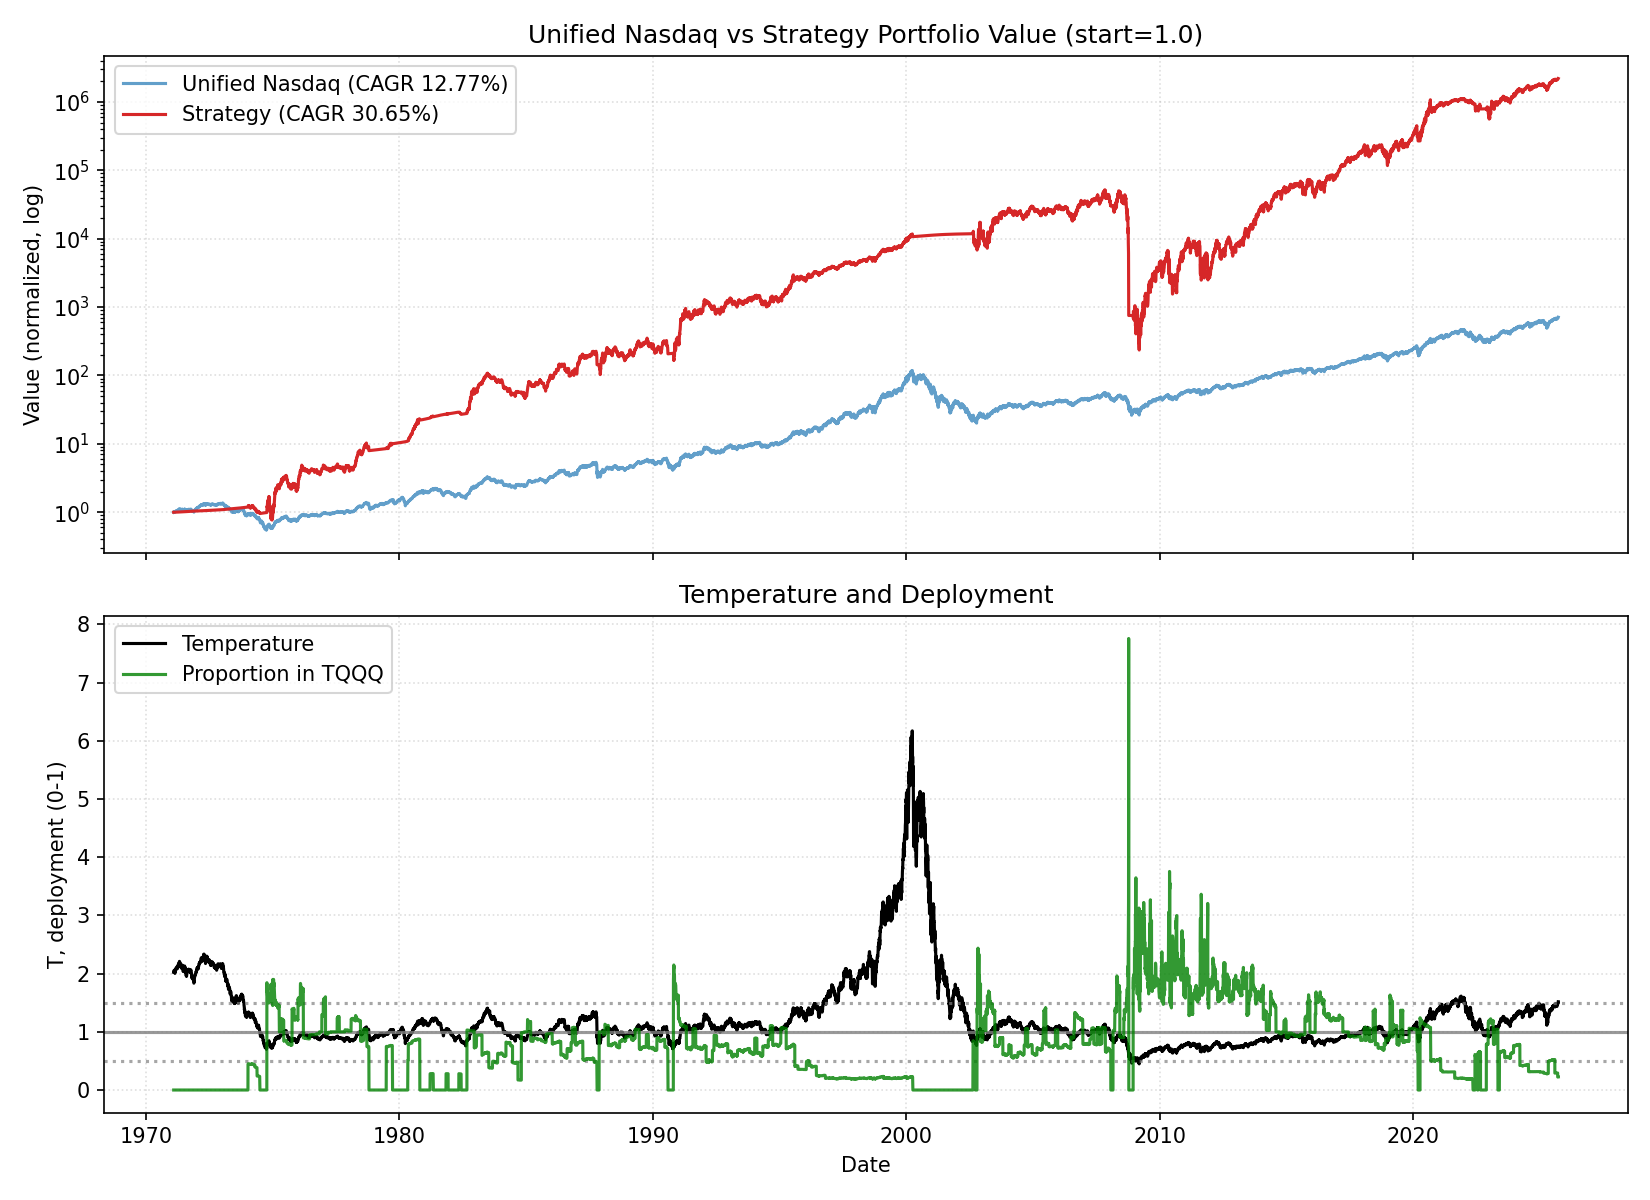 Unified Nasdaq vs Strategy Portfolio Value (start=1.0)
Unified Nasdaq (CAGR 12.77%)
Strategy (CAGR 30.65%)
Value (normalized, log)
10^6
10^5
10^4
10^3
10^2
10^1
10^0
Temperature and Deployment
Temperature
Proportion in TQQQ
T, deployment (0-1)
8
7
6
5
4
3
2
1
0
1970 1980 1990 2000 2010 2020
Date